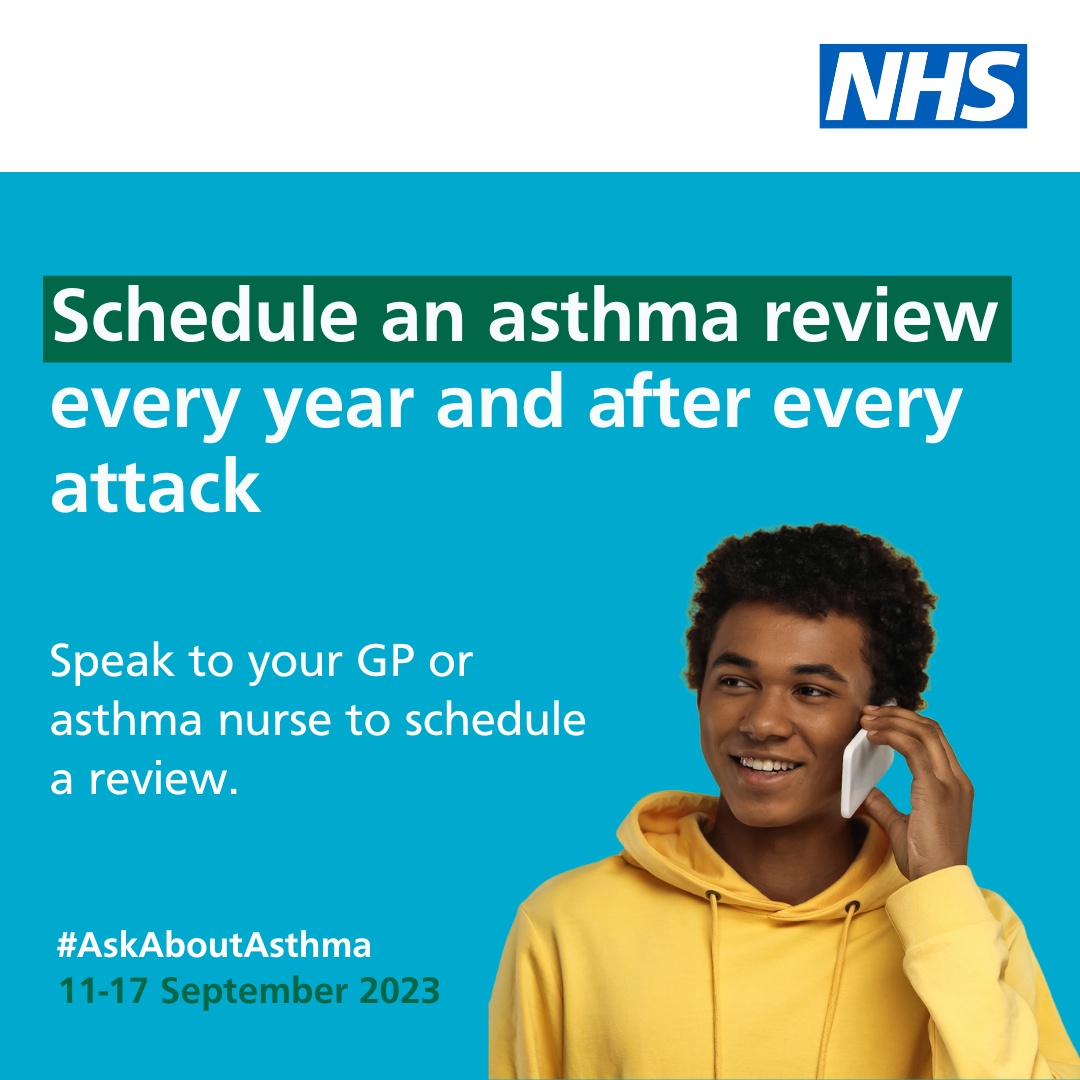 NHS
Schedule an asthma review
every year and after every
attack
Speak to your GP or
asthma nurse to schedule
a review.
#AskAboutAsthma
11-17 September 2023